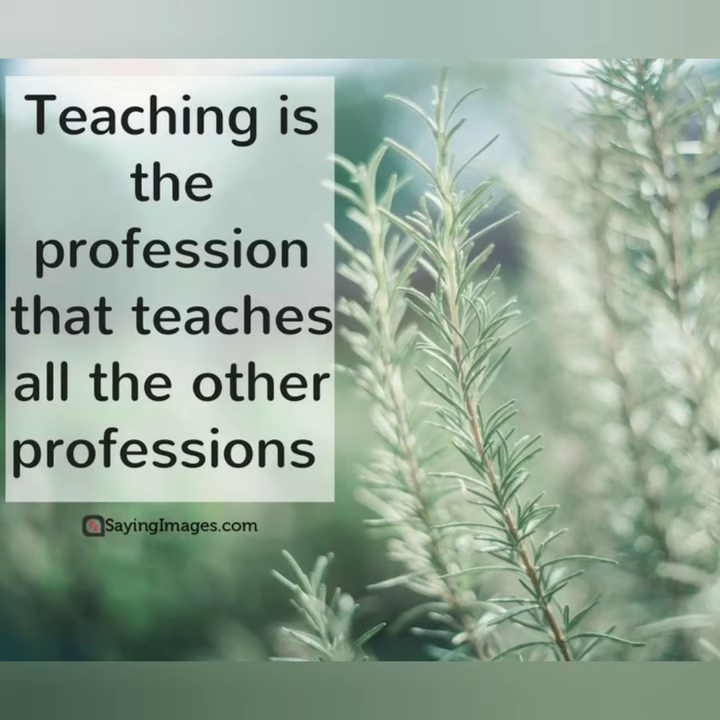 Teaching is
the
profession
that teaches
all the other
professions
SayingImages.com